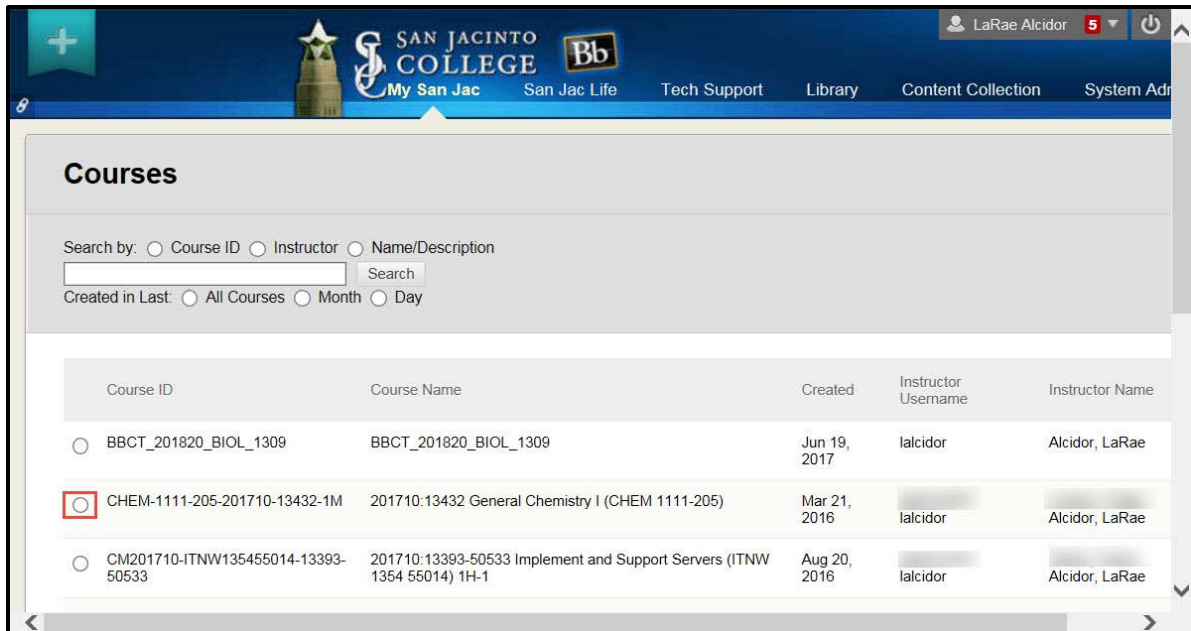 LaRae Alcidor 5
SAN JACINTO
COLLEGE
SJC
Bb
My San Jac San Jac Life Tech Support Library Content Collection System Adr
Courses
Search by: Course ID Instructor Name/Description
Search
Created in Last: All Courses Month Day
Course ID Course Name Created Instructor Username Instructor Name
BBCT_201820_BIOL_1309 BBCT_201820_BIOL_1309 Jun 19, lalcidor Alcidor, LaRae
2017
CHEM-1111-205-201710-13432-1M 201710:13432 General Chemistry I (CHEM 1111-205) Mar 21,
2016 lalcidor Alcidor, LaRae
CM201710-ITNW135455014-13393- 201710:13393-50533 Implement and Support Servers (ITNW Aug 20,
50533 1354 55014) 1H-1 2016 lalcidor Alcidor, LaRae